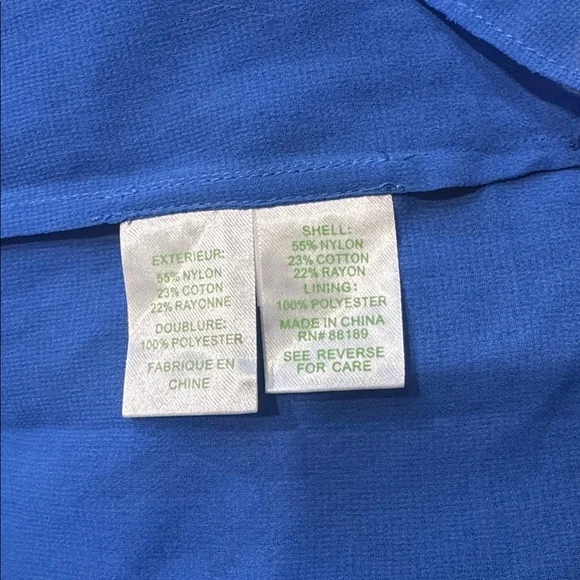 EXTERIEUR:
55% NYLON
23% COTON
22% RAYONNE
DOUBLURE:
100% POLYESTER
FABRIQUE EN
CHINE
SHELL:
55% NYLON
23% COTTON
22% RAYON
LINING:
100% POLYESTER
MADE IN CHINA
RN# 88189
SEE REVERSE
FOR CARE